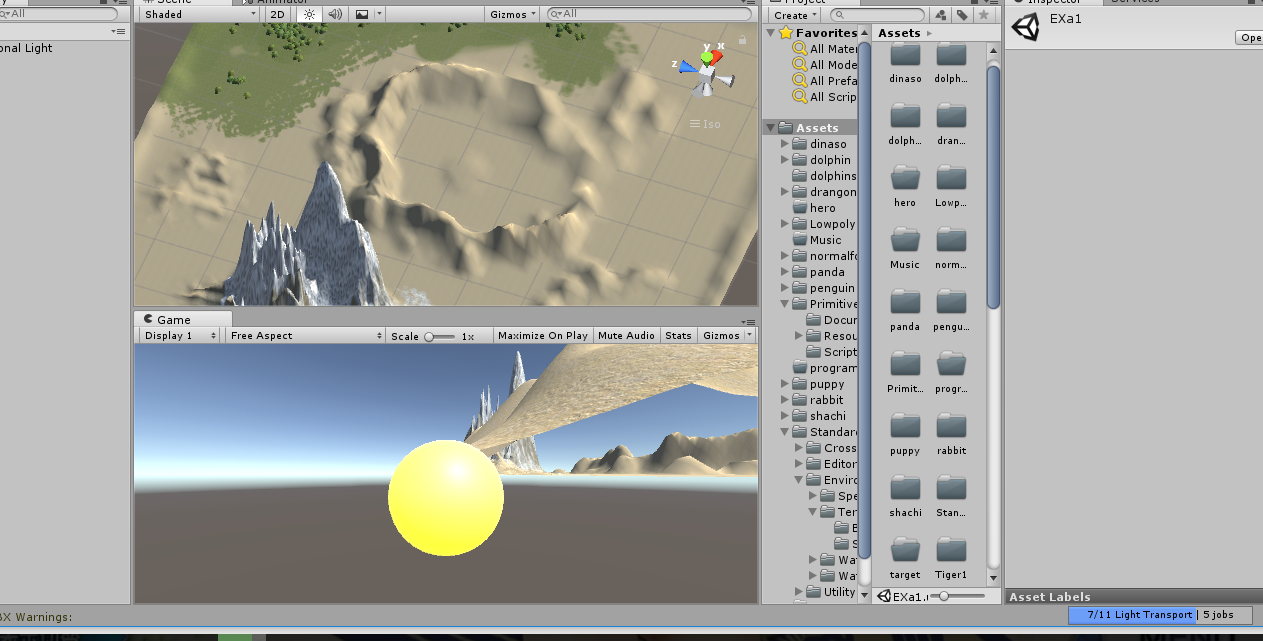 Scene
Animator
Project
Inspector
Services
All
Shaded
2D
Gizmos
All
Create
EXa1
Ope
onal Light
y
x
z
Iso
Favorites
All Mater
All Mode
All Prefa
All Scrip
Assets
dinaso
dolphin
dolphins
drangon
hero
Lowpoly
Music
normalfo
panda
penguin
Primitive
Docur
Resou
Script
program
puppy
rabbit
shachi
Standard
Cross
Editor
Enviro
Spe
Ter
Wa
Wa
Utility
Assets
dinaso
dolph...
dolph...
dran...
hero
Lowp...
Music
norm...
panda
pengu...
Primit...
progr...
puppy
rabbit
shachi
Stan...
target
Tiger1
EXa1.
Game
Display 1
Free Aspect
Scale
1x
Maximize On Play
Mute Audio
Stats
Gizmos
Asset Labels
BX Warnings:
7/11 Light Transport | 5 jobs